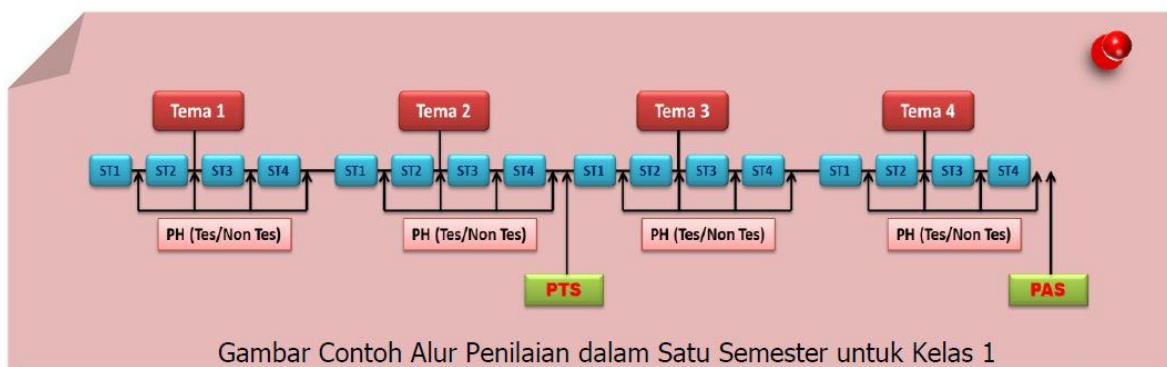 Tema 1 Tema 2 Tema 3 Tema 4
ST1 ST2 ST3 ST4 ST1 ST2 ST3 ST4 ST1 ST2 ST3 ST4 ST1 ST2 ST3 ST4
PH (Tes/Non Tes) PH (Tes/Non Tes) PH (Tes/Non Tes) PH (Tes/Non Tes)
PTS PAS
Gambar Contoh Alur Penilaian dalam Satu Semester untuk Kelas 1